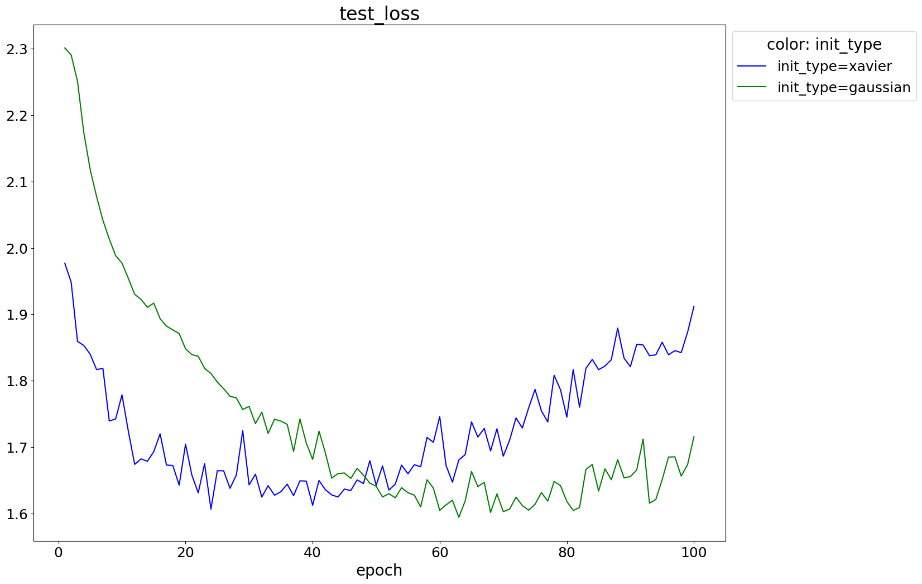 test_loss
color: init_type
init_type=xavier
init_type=gaussian
2.3
2.2
2.1
2.0
1.9
1.8
1.7
1.6
0 20 40 60 80 100
epoch